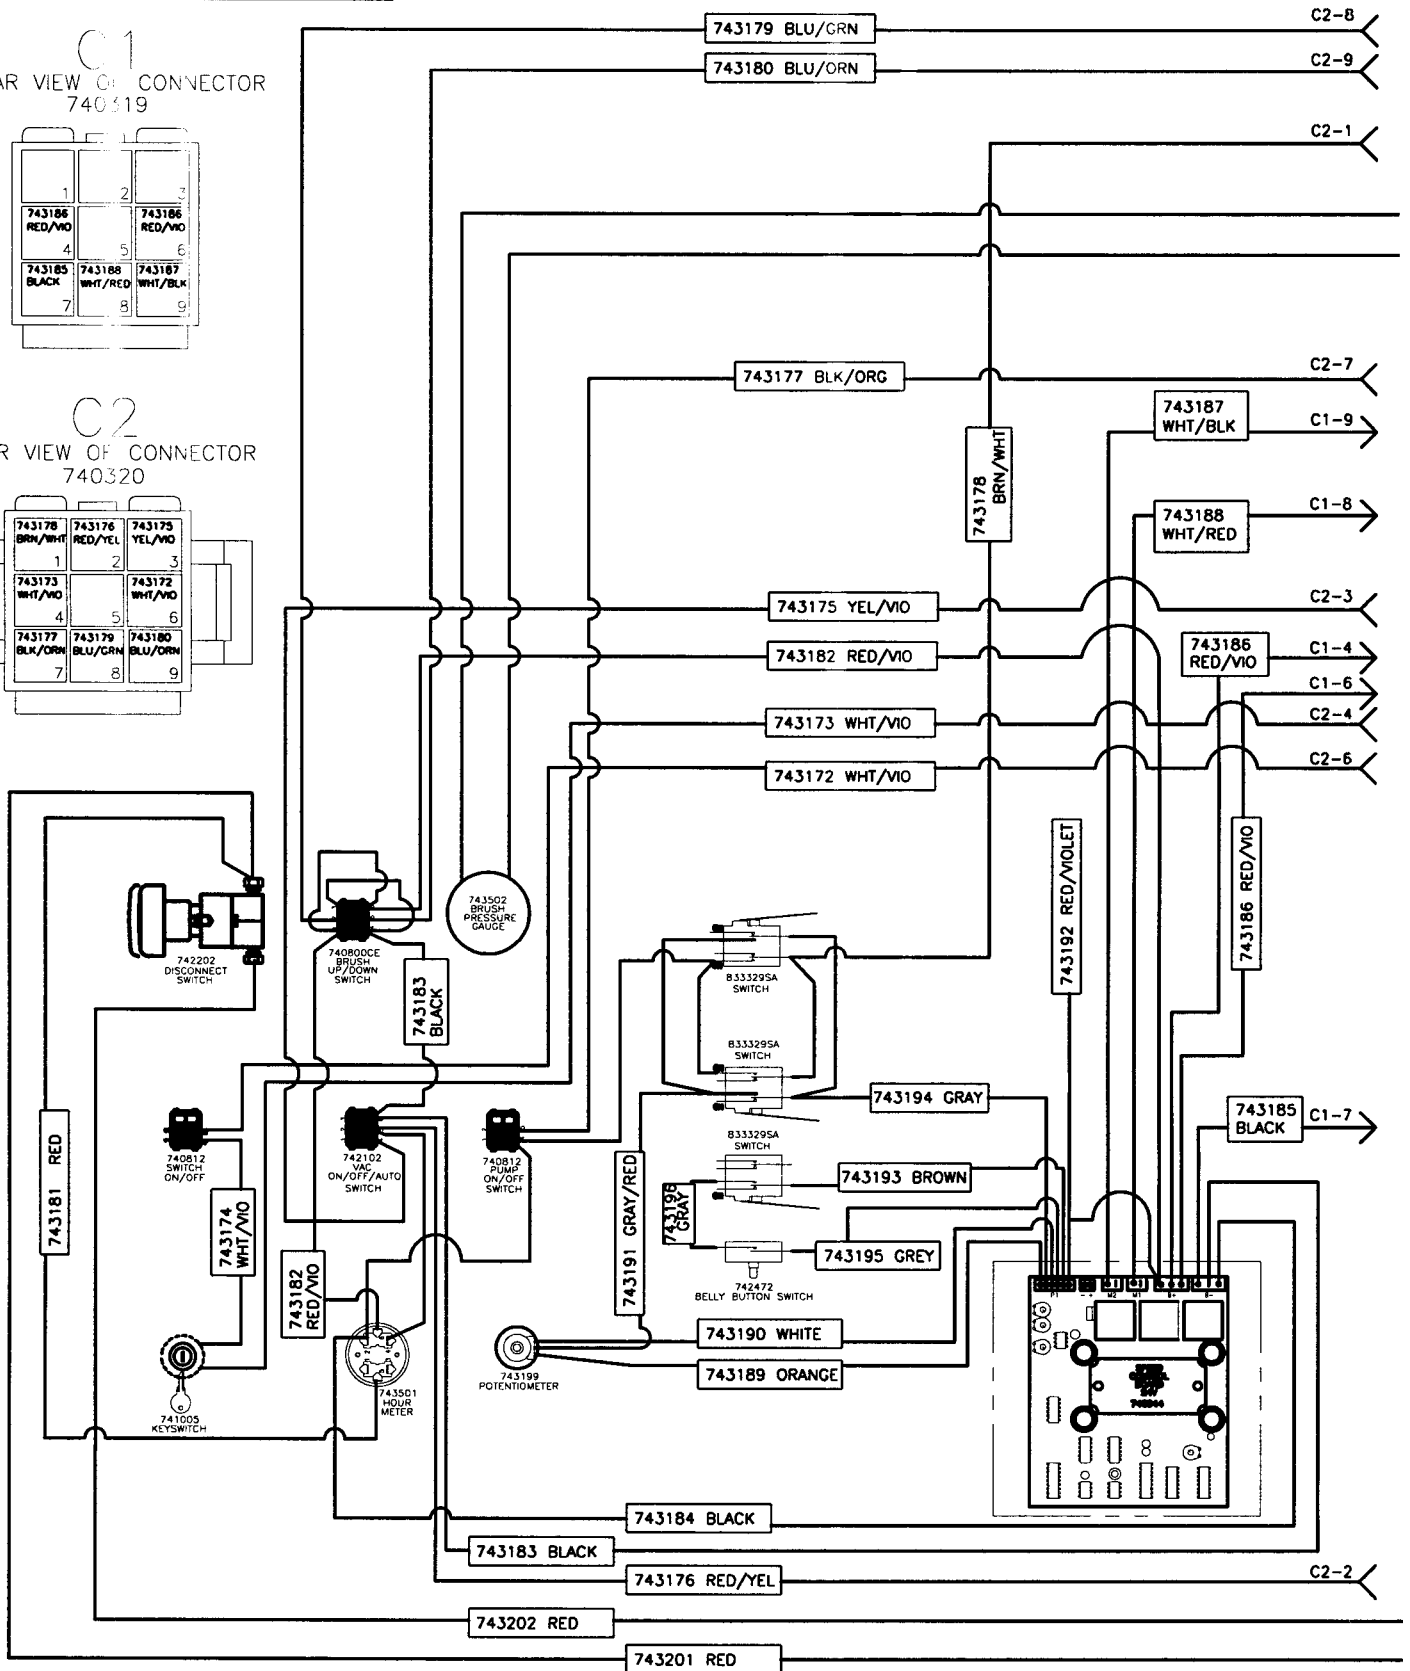 C1
AR VIEW OF CONNECTOR
740319
1
2
3
743186
RED/VIO
4
5
743186
RED/VIO
6
743185
BLACK
7
743188
WHT/RED
8
743187
WHT/BLK
9
C2
R VIEW OF CONNECTOR
740320
743178
BRN/WHT
1
743176
RED/YEL
2
743175
YEL/VIO
3
743173
WHT/VIO
4
5
743172
WHT/VIO
6
743177
BLK/ORN
7
743179
BLU/GRN
8
743180
BLU/ORN
9
743179 BLU/GRN
C2-8
743180 BLU/ORN
C2-9
C2-1
743177 BLK/ORG
C2-7
743187
WHT/BLK
C1-9
743178
BRN/WHT
743188
WHT/RED
C1-8
743175 YEL/VIO
C2-3
743182 RED/VIO
743186
RED/VIO
C1-4
C1-6
743173 WHT/VIO
C2-4
743172 WHT/VIO
C2-6
743192 RED/VIOLET
743186 RED/VIO
742202
DISCONNECT
SWITCH
740800CE
BRUSH
UP/DOWN
SWITCH
743183
BLACK
743502
BRUSH
PRESSURE
GAUGE
833329SA
SWITCH
833329SA
SWITCH
743194 GRAY
743185
BLACK
C1-7
743181 RED
740812
SWITCH
ON/OFF
742102
VAC
ON/OFF/AUTO
SWITCH
740812
PUMP
ON/OFF
SWITCH
833329SA
SWITCH
743193 BROWN
743196
GRAY
743191 GRAY/RED
743174
WHT/VIO
743182
RED/VIO
743195 GREY
742472
BELLY BUTTON SWITCH
P1
- +
M2
M1
B+
B-
743190 WHITE
743189 ORANGE
743199
POTENTIOMETER
741005
KEYSWITCH
743501
HOUR
METER
743184 BLACK
743183 BLACK
743176 RED/YEL
C2-2
743202 RED
743201 RED